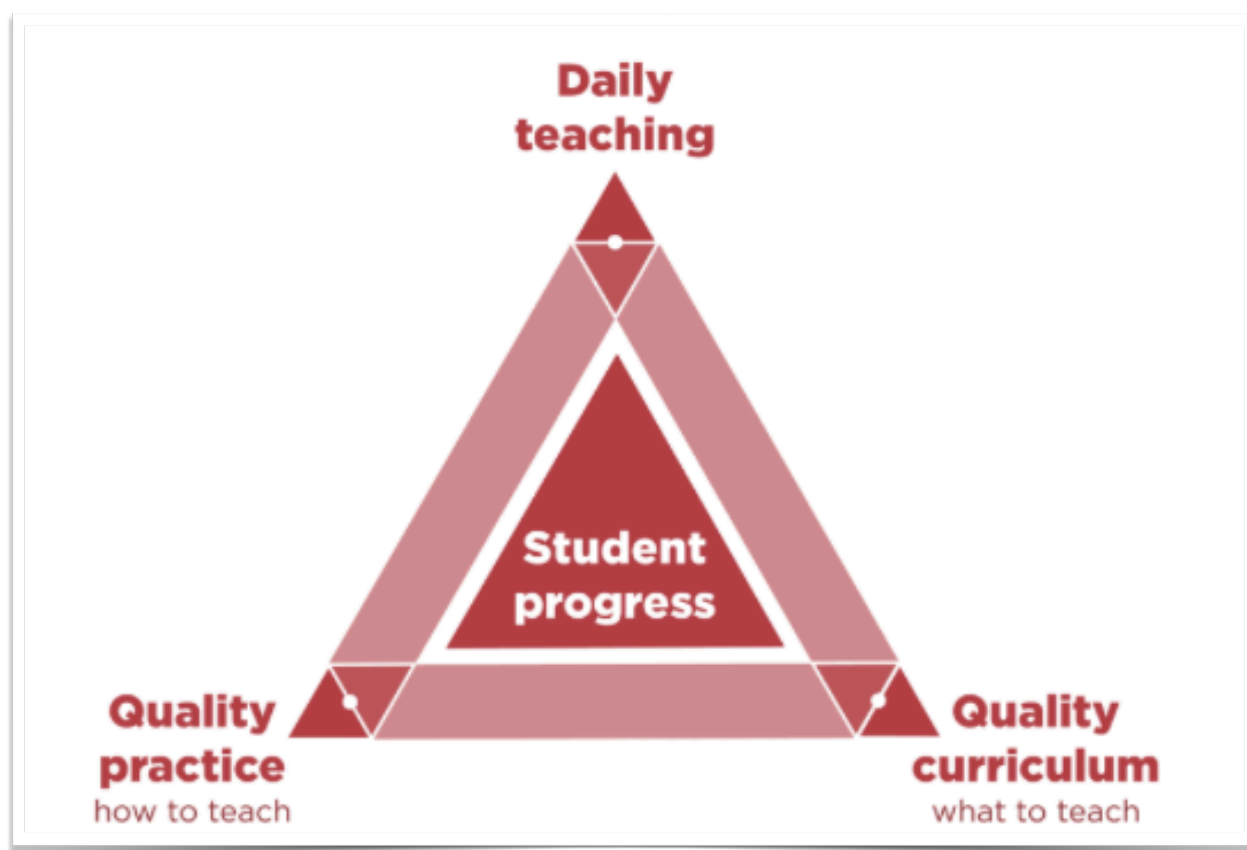 Daily
teaching
Student
progress
Quality
practice
how to teach
Quality
curriculum
what to teach